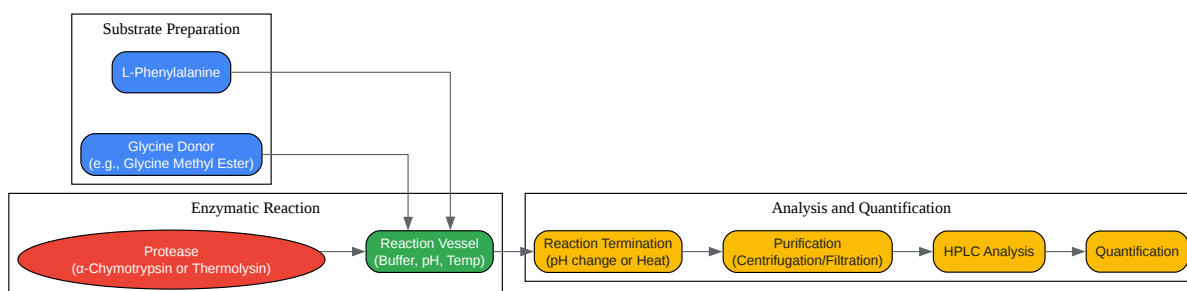 Substrate Preparation
L-Phenylalanine
Glycine Donor
(e.g., Glycine Methyl Ester)
Enzymatic Reaction
Protease
(α-Chymotrypsin or Thermolysin)
Reaction Vessel
(Buffer, pH, Temp)
Analysis and Quantification
Reaction Termination
(pH change or Heat)
Purification
(Centrifugation/Filtration)
HPLC Analysis
Quantification